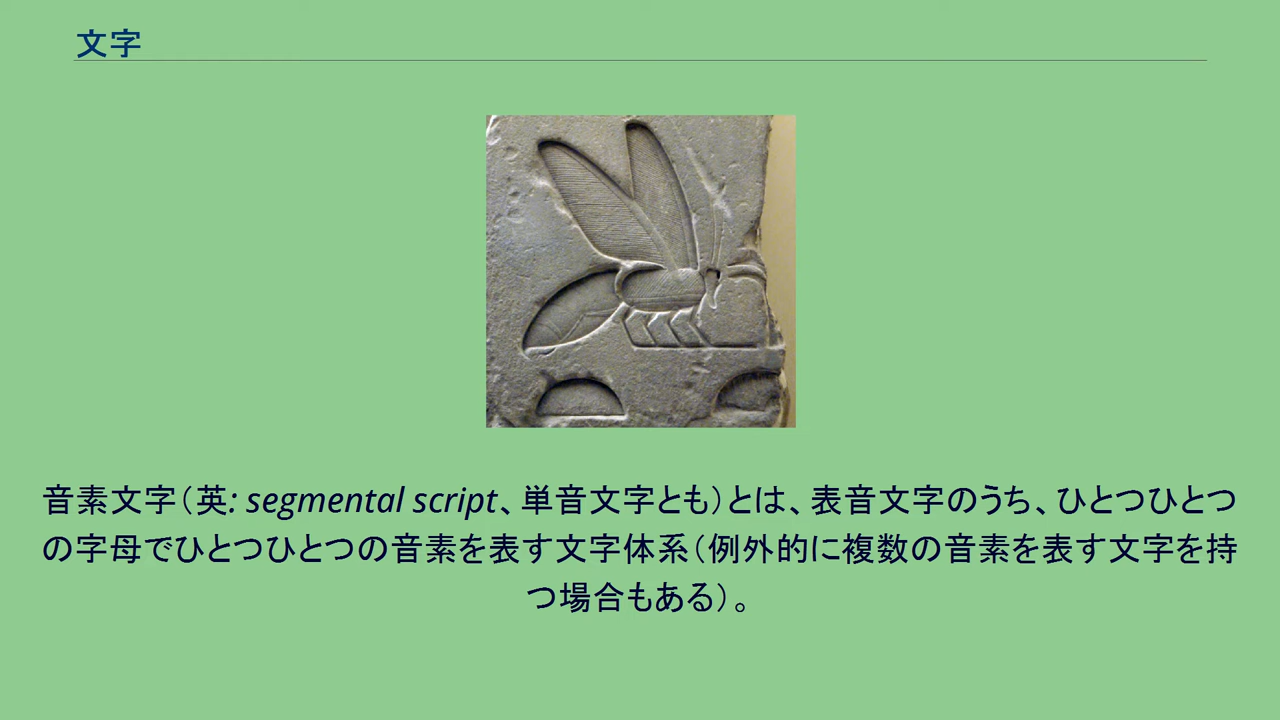 文字
音素文字（英: segmental script、単音文字とも）とは、表音文字のうち、ひとつひとつ
の字母でひとつひとつの音素を表す文字体系（例外的に複数の音素を表す文字を持
つ場合もある）。